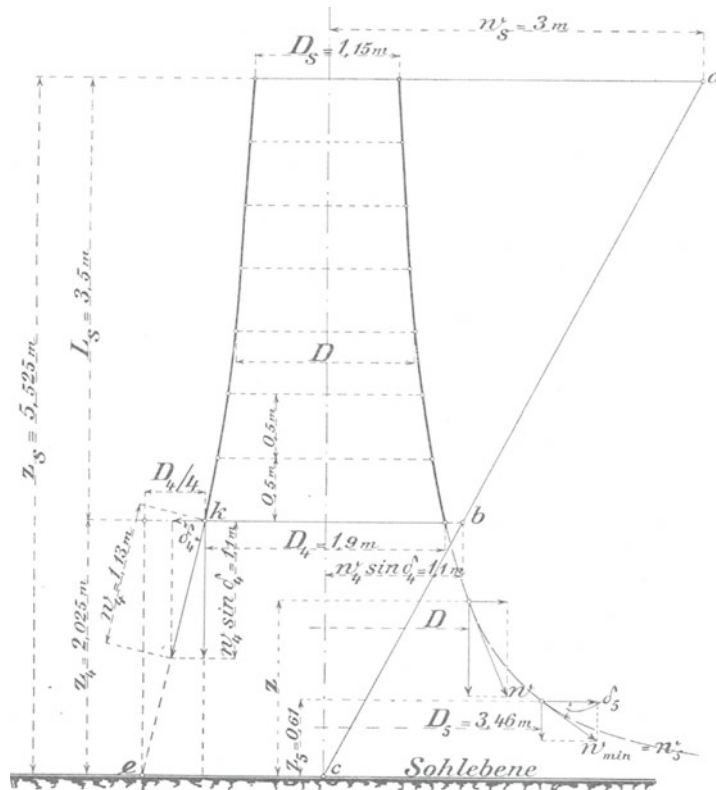 w_s = 3 m
D_s = 1,15 m
a
z_s = 5,525 m
L_s = 3,5 m
D
0,5 m
0,5 m
D_4/4
k
b
δ_4
D_4 = 1,9 m
w_4 sin δ_4 = 1,1 m
w_4 = 1,13 m
w_4 sin δ_4 = 1,1 m
z_4 = 2,025 m
z
D
w
δ_5
z_5 = 0,61
D_5 = 3,46 m
w_min = w_5
e
c
Sohlebene